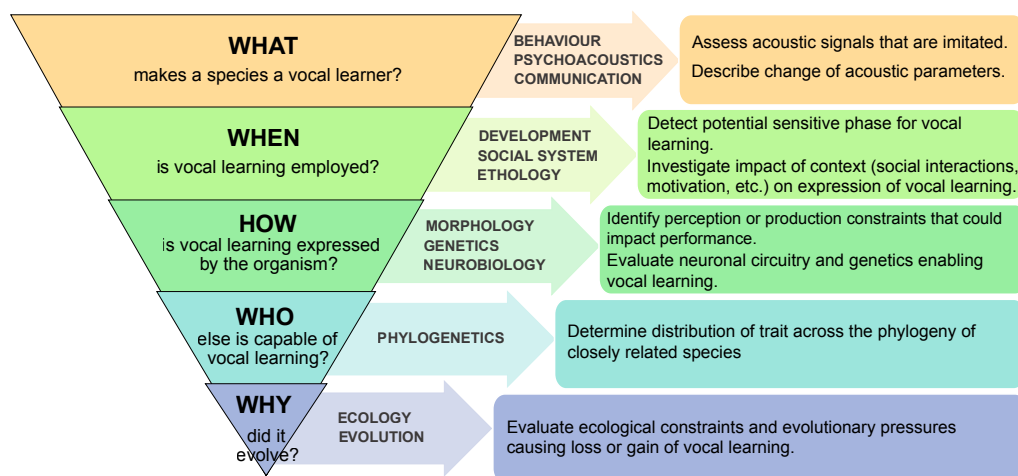 WHAT
makes a species a vocal learner?
BEHAVIOUR
PSYCHOACOUSTICS
COMMUNICATION
Assess acoustic signals that are imitated.
Describe change of acoustic parameters.
WHEN
is vocal learning employed?
DEVELOPMENT
SOCIAL SYSTEM
ETHOLOGY
Detect potential sensitive phase for vocal
learning.
Investigate impact of context (social interactions,
motivation, etc.) on expression of vocal learning.
HOW
is vocal learning expressed
by the organism?
MORPHOLOGY
GENETICS
NEUROBIOLOGY
Identify perception or production constraints that could
impact performance.
Evaluate neuronal circuitry and genetics enabling
vocal learning.
WHO
else is capable of
vocal learning?
PHYLOGENETICS
Determine distribution of trait across the phylogeny of
closely related species
WHY
did it
evolve?
ECOLOGY
EVOLUTION
Evaluate ecological constraints and evolutionary pressures
causing loss or gain of vocal learning.